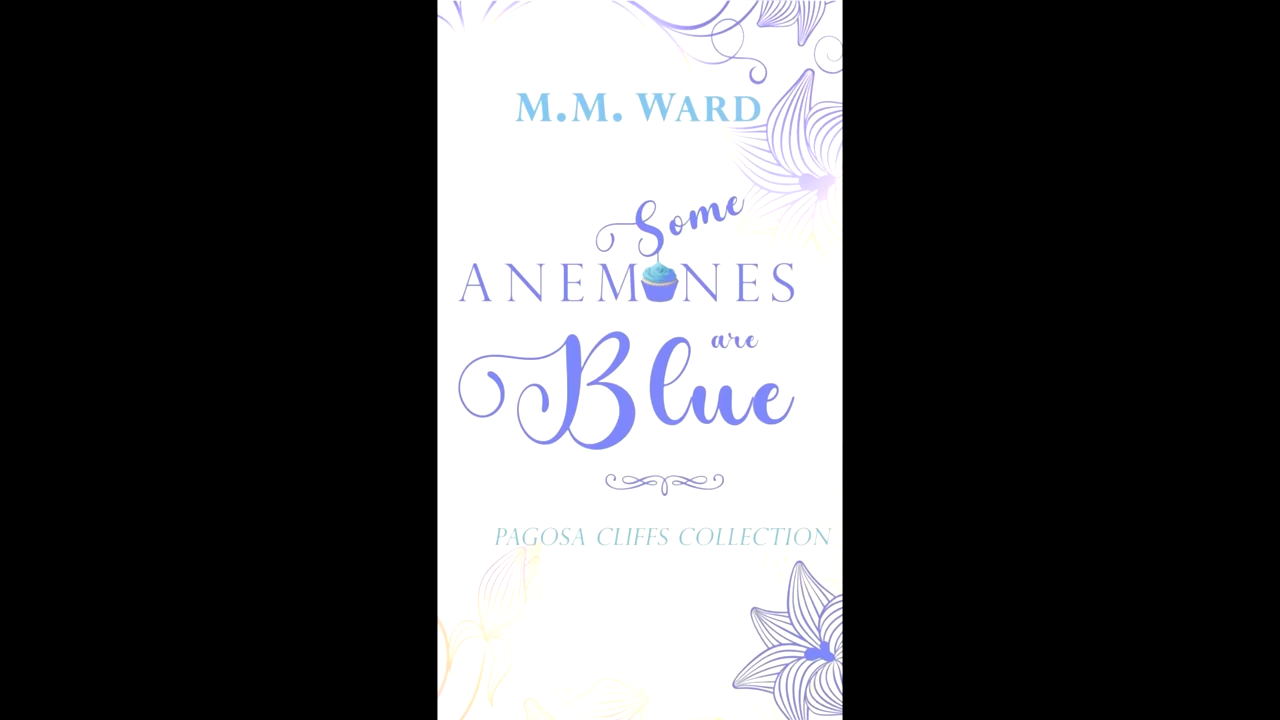 M.M. WARD
Some
ANEMONES
are
Blue
PAGOSA CLIFFS COLLECTION